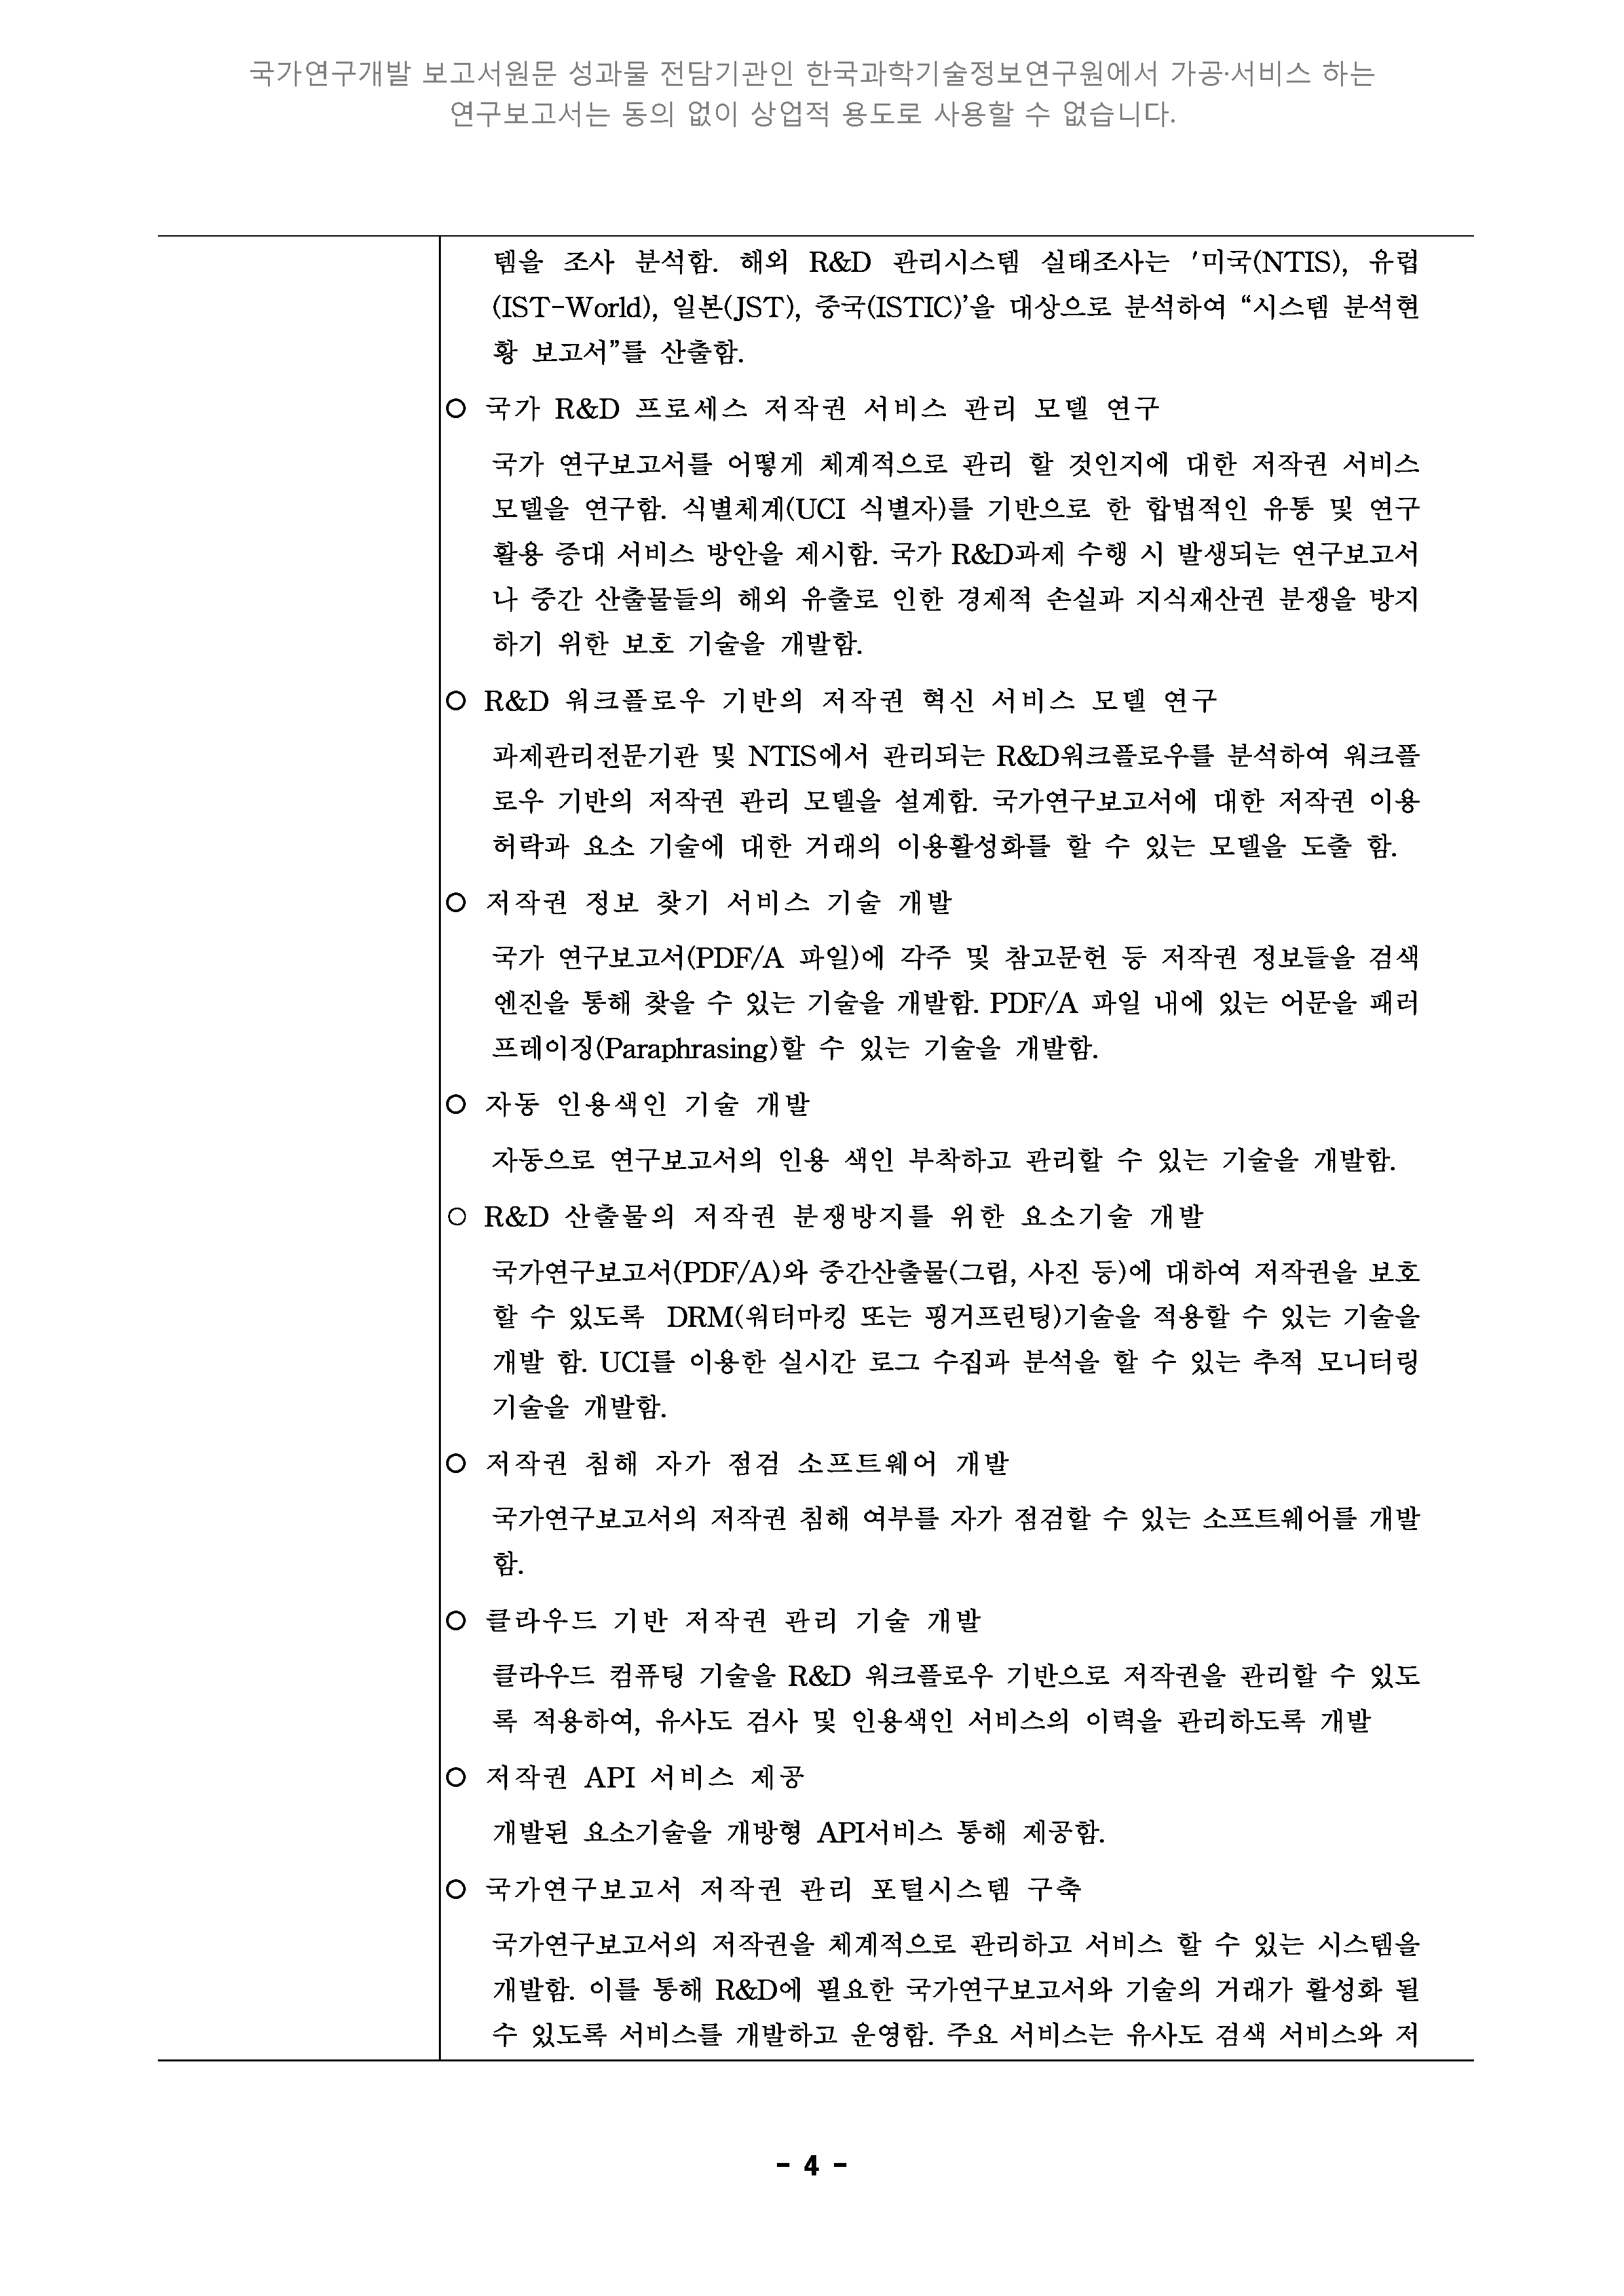 국가연구개발 보고서원문 성과물 전담기관인 한국과학기술정보연구원에서 가공·서비스 하는
연구보고서는 동의 없이 상업적 용도로 사용할 수 없습니다.
템을 조사 분석함. 해외 R&D 관리시스템 실태조사는 '미국(NTIS), 유럽
(IST-World), 일본(JST), 중국(ISTIC)’을 대상으로 분석하여 “시스템 분석현
황 보고서”를 산출함.
○ 국가 R&D 프로세스 저작권 서비스 관리 모델 연구
국가 연구보고서를 어떻게 체계적으로 관리 할 것인지에 대한 저작권 서비스
모델을 연구함. 식별체계(UCI 식별자)를 기반으로 한 합법적인 유통 및 연구
활용 증대 서비스 방안을 제시함. 국가 R&D과제 수행 시 발생되는 연구보고서
나 중간 산출물들의 해외 유출로 인한 경제적 손실과 지식재산권 분쟁을 방지
하기 위한 보호 기술을 개발함.
○ R&D 워크플로우 기반의 저작권 혁신 서비스 모델 연구
과제관리전문기관 및 NTIS에서 관리되는 R&D워크플로우를 분석하여 워크플
로우 기반의 저작권 관리 모델을 설계함. 국가연구보고서에 대한 저작권 이용
허락과 요소 기술에 대한 거래의 이용활성화를 할 수 있는 모델을 도출 함.
○ 저작권 정보 찾기 서비스 기술 개발
국가 연구보고서(PDF/A 파일)에 각주 및 참고문헌 등 저작권 정보들을 검색
엔진을 통해 찾을 수 있는 기술을 개발함. PDF/A 파일 내에 있는 어문을 패러
프레이징(Paraphrasing)할 수 있는 기술을 개발함.
○ 자동 인용색인 기술 개발
자동으로 연구보고서의 인용 색인 부착하고 관리할 수 있는 기술을 개발함.
○ R&D 산출물의 저작권 분쟁방지를 위한 요소기술 개발
국가연구보고서(PDF/A)와 중간산출물(그림, 사진 등)에 대하여 저작권을 보호
할 수 있도록 DRM(워터마킹 또는 핑거프린팅)기술을 적용할 수 있는 기술을
개발 함. UCI를 이용한 실시간 로그 수집과 분석을 할 수 있는 추적 모니터링
기술을 개발함.
○ 저작권 침해 자가 점검 소프트웨어 개발
국가연구보고서의 저작권 침해 여부를 자가 점검할 수 있는 소프트웨어를 개발
함.
○ 클라우드 기반 저작권 관리 기술 개발
클라우드 컴퓨팅 기술을 R&D 워크플로우 기반으로 저작권을 관리할 수 있도
록 적용하여, 유사도 검사 및 인용색인 서비스의 이력을 관리하도록 개발
○ 저작권 API 서비스 제공
개발된 요소기술을 개방형 API서비스 통해 제공함.
○ 국가연구보고서 저작권 관리 포털시스템 구축
국가연구보고서의 저작권을 체계적으로 관리하고 서비스 할 수 있는 시스템을
개발함. 이를 통해 R&D에 필요한 국가연구보고서와 기술의 거래가 활성화 될
수 있도록 서비스를 개발하고 운영함. 주요 서비스는 유사도 검색 서비스와 저
- 4 -